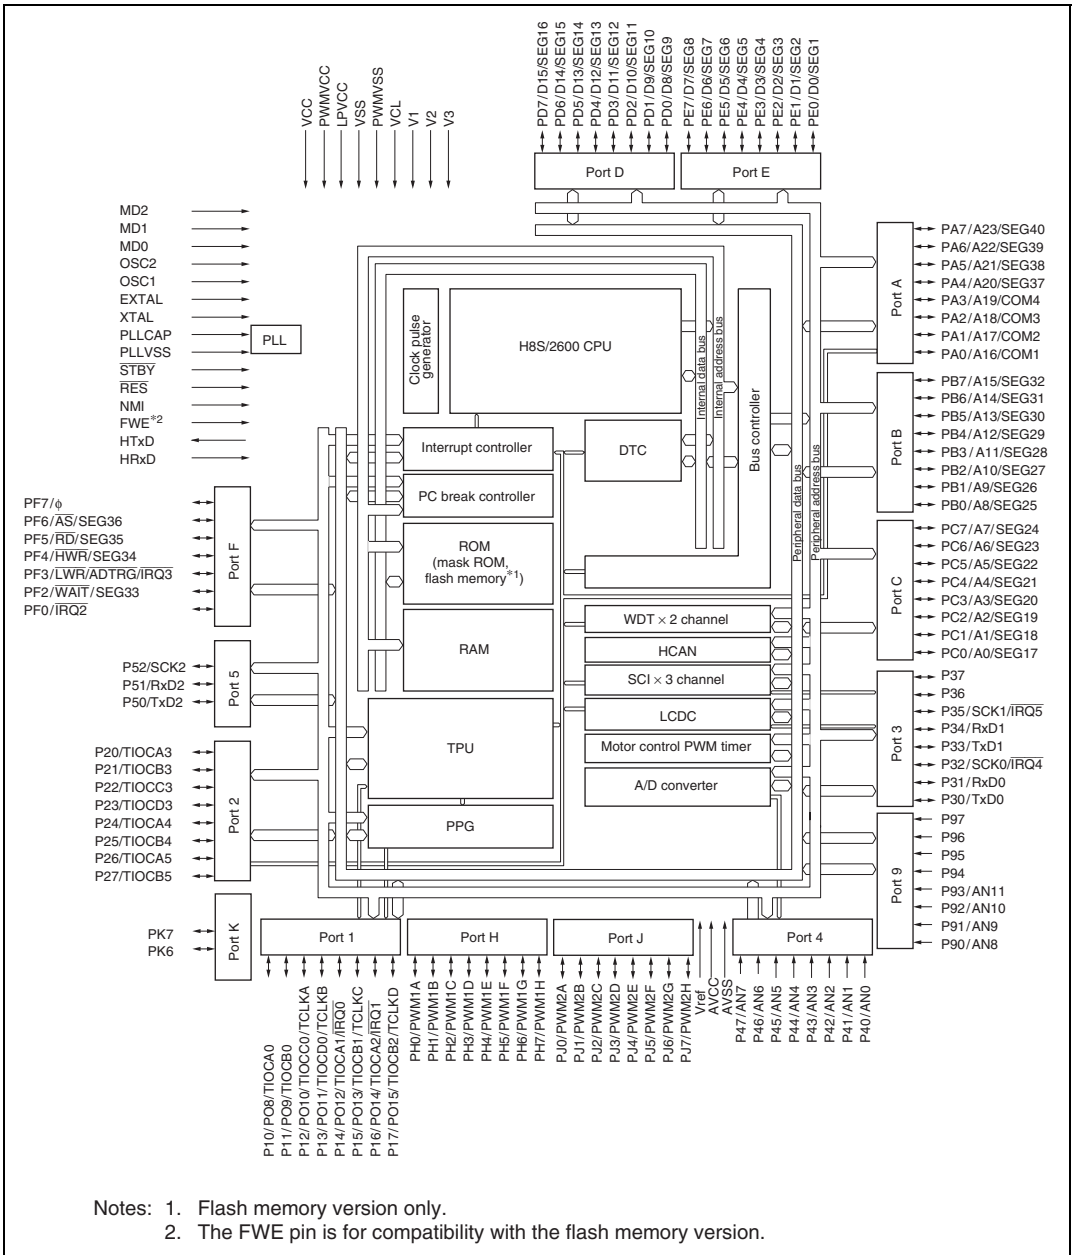 PD7/D15/SEG16
PD6/D14/SEG15
PD5/D13/SEG14
PD4/D12/SEG13
PD3/D11/SEG12
PD2/D10/SEG11
PD1/D9/SEG10
PD0/D8/SEG9
PE7/D7/SEG8
PE6/D6/SEG7
PE5/D5/SEG6
PE4/D4/SEG5
PE3/D3/SEG4
PE2/D2/SEG3
PE1/D1/SEG2
PE0/D0/SEG1
VCC
PWMVCC
LPVCC
VSS
PWMVSS
VCL
V1
V2
V3
Port D
Port E
MD2
MD1
MD0
OSC2
OSC1
EXTAL
XTAL
PLLCAP
PLLVSS
STBY
RES
NMI
FWE*2
HTxD
HRxD
PLL
Clock pulse
generator
H8S/2600 CPU
Internal data bus
Internal address bus
Bus controller
Peripheral data bus
Peripheral address bus
Interrupt controller
DTC
PC break controller
ROM
(mask ROM,
flash memory*1)
RAM
WDT × 2 channel
HCAN
SCI × 3 channel
LCDC
Motor control PWM timer
A/D converter
TPU
PPG
Port A
PA7/A23/SEG40
PA6/A22/SEG39
PA5/A21/SEG38
PA4/A20/SEG37
PA3/A19/COM4
PA2/A18/COM3
PA1/A17/COM2
PA0/A16/COM1
Port B
PB7/A15/SEG32
PB6/A14/SEG31
PB5/A13/SEG30
PB4/A12/SEG29
PB3/A11/SEG28
PB2/A10/SEG27
PB1/A9/SEG26
PB0/A8/SEG25
Port C
PC7/A7/SEG24
PC6/A6/SEG23
PC5/A5/SEG22
PC4/A4/SEG21
PC3/A3/SEG20
PC2/A2/SEG19
PC1/A1/SEG18
PC0/A0/SEG17
Port 3
P37
P36
P35/SCK1/IRQ5
P34/RxD1
P33/TxD1
P32/SCK0/IRQ4
P31/RxD0
P30/TxD0
Port 9
P97
P96
P95
P94
P93/AN11
P92/AN10
P91/AN9
P90/AN8
PF7/ϕ
PF6/AS/SEG36
PF5/RD/SEG35
PF4/HWR/SEG34
PF3/LWR/ADTRG/IRQ3
PF2/WAIT/SEG33
PF0/IRQ2
Port F
P52/SCK2
P51/RxD2
P50/TxD2
Port 5
P20/TIOCA3
P21/TIOCB3
P22/TIOCC3
P23/TIOCD3
P24/TIOCA4
P25/TIOCB4
P26/TIOCA5
P27/TIOCB5
Port 2
PK7
PK6
Port K
Port 1
Port H
Port J
Port 4
P10/PO8/TIOCA0
P11/PO9/TIOCB0
P12/PO10/TIOCC0/TCLKA
P13/PO11/TIOCD0/TCLKB
P14/PO12/TIOCA1/IRQ0
P15/PO13/TIOCB1/TCLKC
P16/PO14/TIOCA2/IRQ1
P17/PO15/TIOCB2/TCLKD
PH0/PWM1A
PH1/PWM1B
PH2/PWM1C
PH3/PWM1D
PH4/PWM1E
PH5/PWM1F
PH6/PWM1G
PH7/PWM1H
PJ0/PWM2A
PJ1/PWM2B
PJ2/PWM2C
PJ3/PWM2D
PJ4/PWM2E
PJ5/PWM2F
PJ6/PWM2G
PJ7/PWM2H
Vref
AVCC
AVSS
P47/AN7
P46/AN6
P45/AN5
P44/AN4
P43/AN3
P42/AN2
P41/AN1
P40/AN0
Notes: 1. Flash memory version only.
2. The FWE pin is for compatibility with the flash memory version.